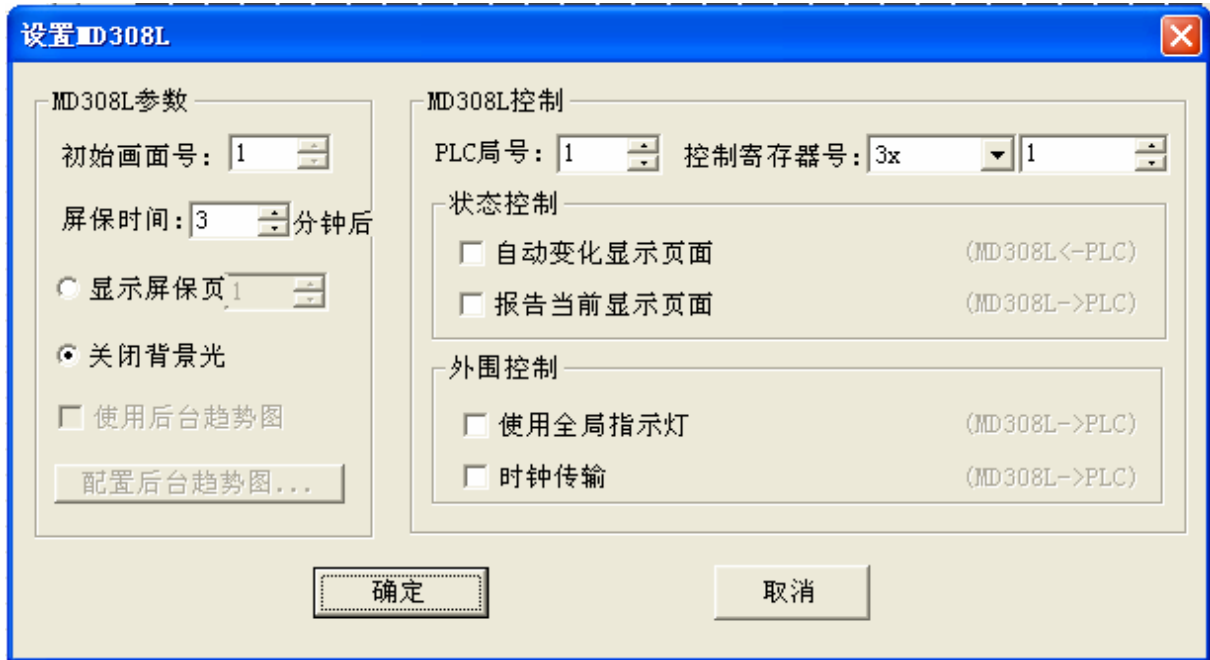 设置MD308L
MD308L参数
初始画面号: 1
屏保时间: 3 分钟后
显示屏保页 1
关闭背景光
使用后台趋势图
配置后台趋势图...
MD308L控制
PLC局号: 1 控制寄存器号: 3x 1
状态控制
自动变化显示页面 (MD308L<-PLC)
报告当前显示页面 (MD308L->PLC)
外围控制
使用全局指示灯 (MD308L->PLC)
时钟传输 (MD308L->PLC)
确定 取消